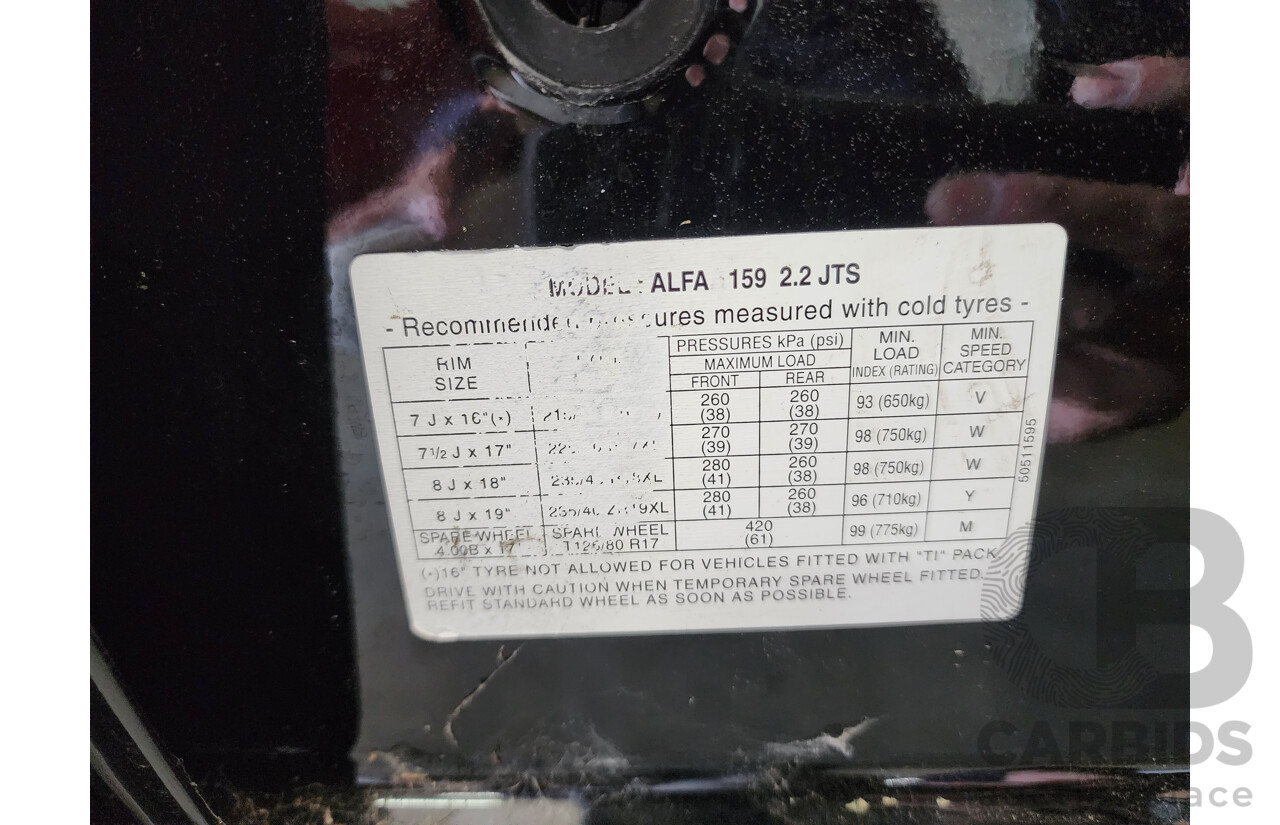 MODEL : ALFA 159 2.2 JTS
- Recommended pressures measured with cold tyres -
RIM SIZE PRESSURES kPa (psi) MIN. LOAD INDEX (RATING) MIN. SPEED CATEGORY
MAXIMUM LOAD
FRONT REAR
7 J x 16"(•) 260 (38) 260 (38) 93 (650kg) V
7 1/2 J x 17" 270 (39) 270 (39) 98 (750kg) W
8 J x 18" 280 (41) 260 (38) 98 (750kg) W
8 J x 19" 280 (41) 260 (38) 96 (710kg) Y
SPARE WHEEL 4.00B x 17" SPARE WHEEL T125/80 R17 420 (61) 99 (775kg) M
(•)16" TYRE NOT ALLOWED FOR VEHICLES FITTED WITH "TI" PACK.
DRIVE WITH CAUTION WHEN TEMPORARY SPARE WHEEL FITTED.
REFIT STANDARD WHEEL AS SOON AS POSSIBLE.
50511595
CB
CARBIDS